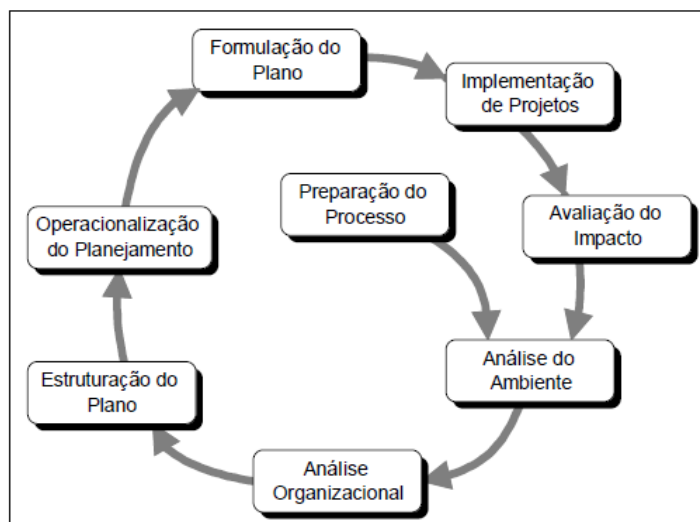 Formulação do
Plano
Implementação
de Projetos
Preparação do
Processo
Avaliação do
Impacto
Operacionalização
do Planejamento
Análise do
Ambiente
Estruturação do
Plano
Análise
Organizacional